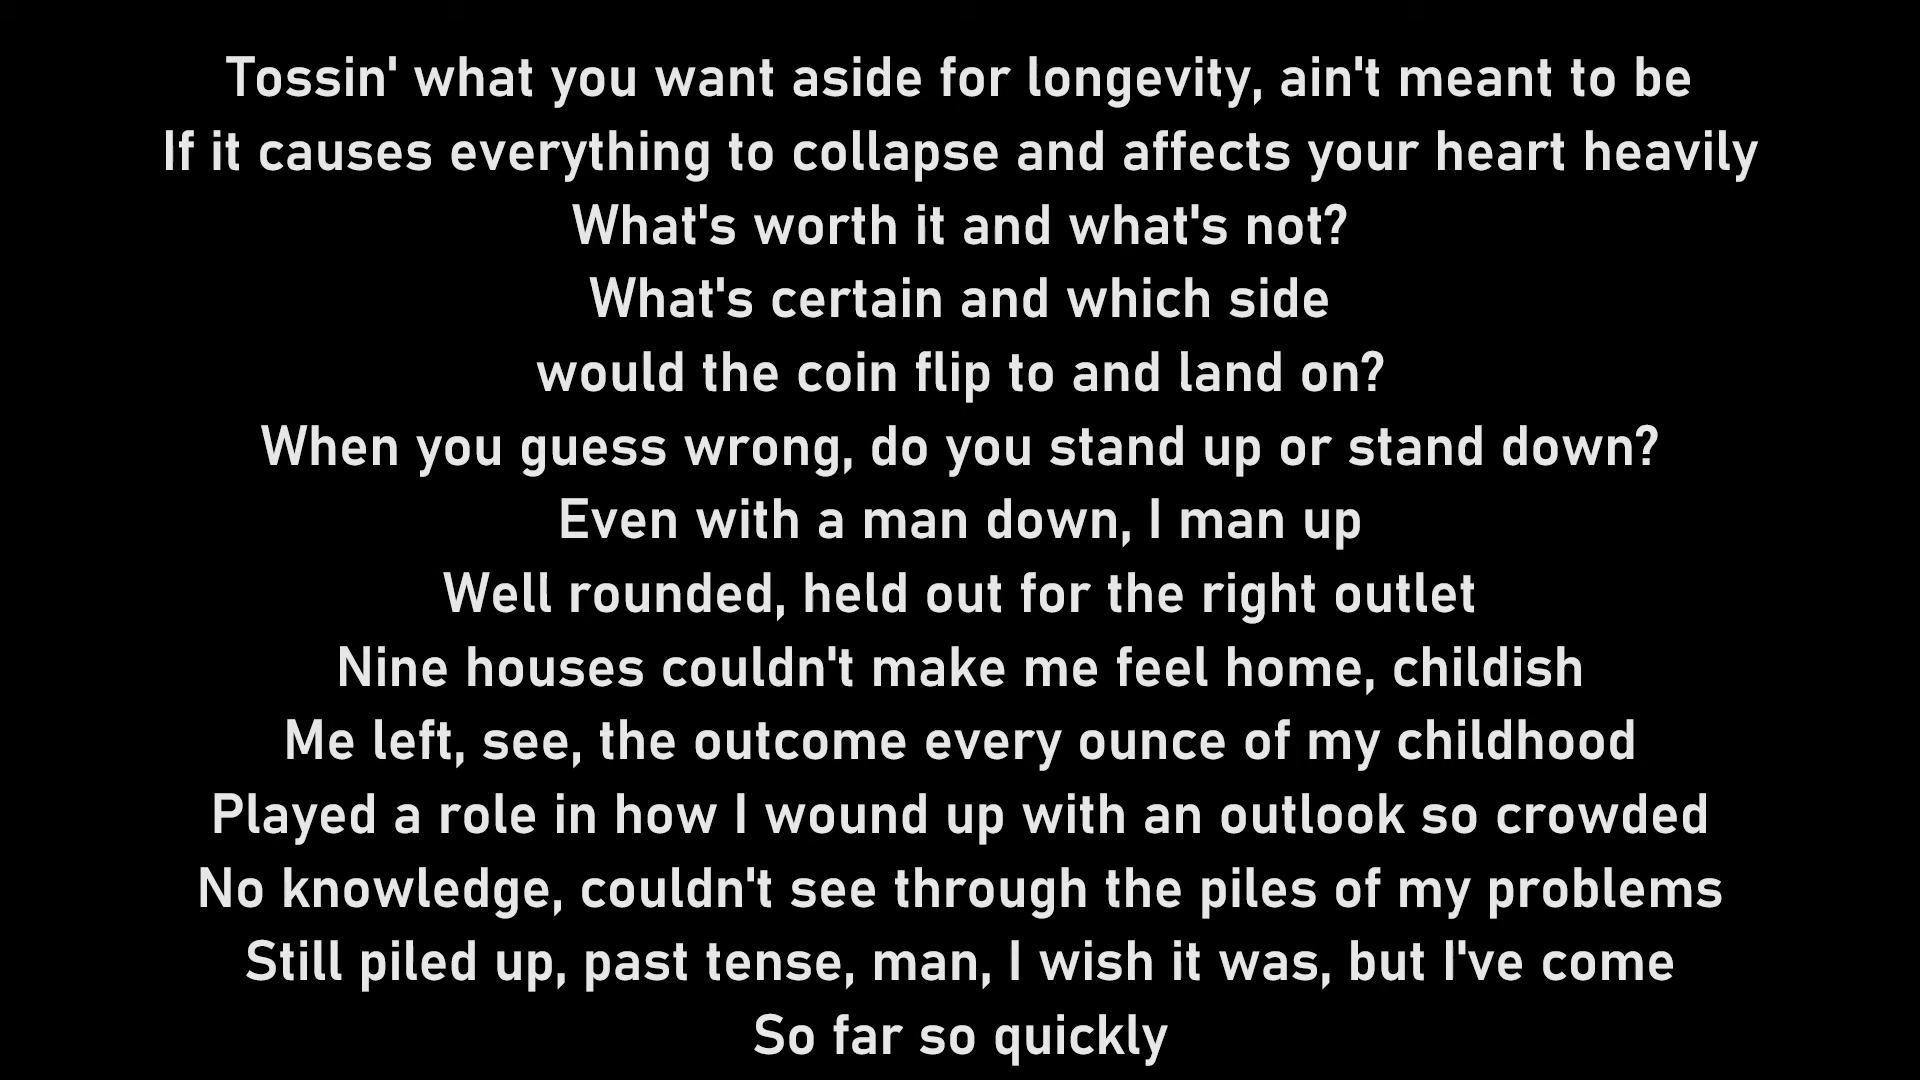 Tossin' what you want aside for longevity, ain't meant to be
If it causes everything to collapse and affects your heart heavily
What's worth it and what's not?
What's certain and which side
would the coin flip to and land on?
When you guess wrong, do you stand up or stand down?
Even with a man down, I man up
Well rounded, held out for the right outlet
Nine houses couldn't make me feel home, childish
Me left, see, the outcome every ounce of my childhood
Played a role in how I wound up with an outlook so crowded
No knowledge, couldn't see through the piles of my problems
Still piled up, past tense, man, I wish it was, but I've come
So far so quickly